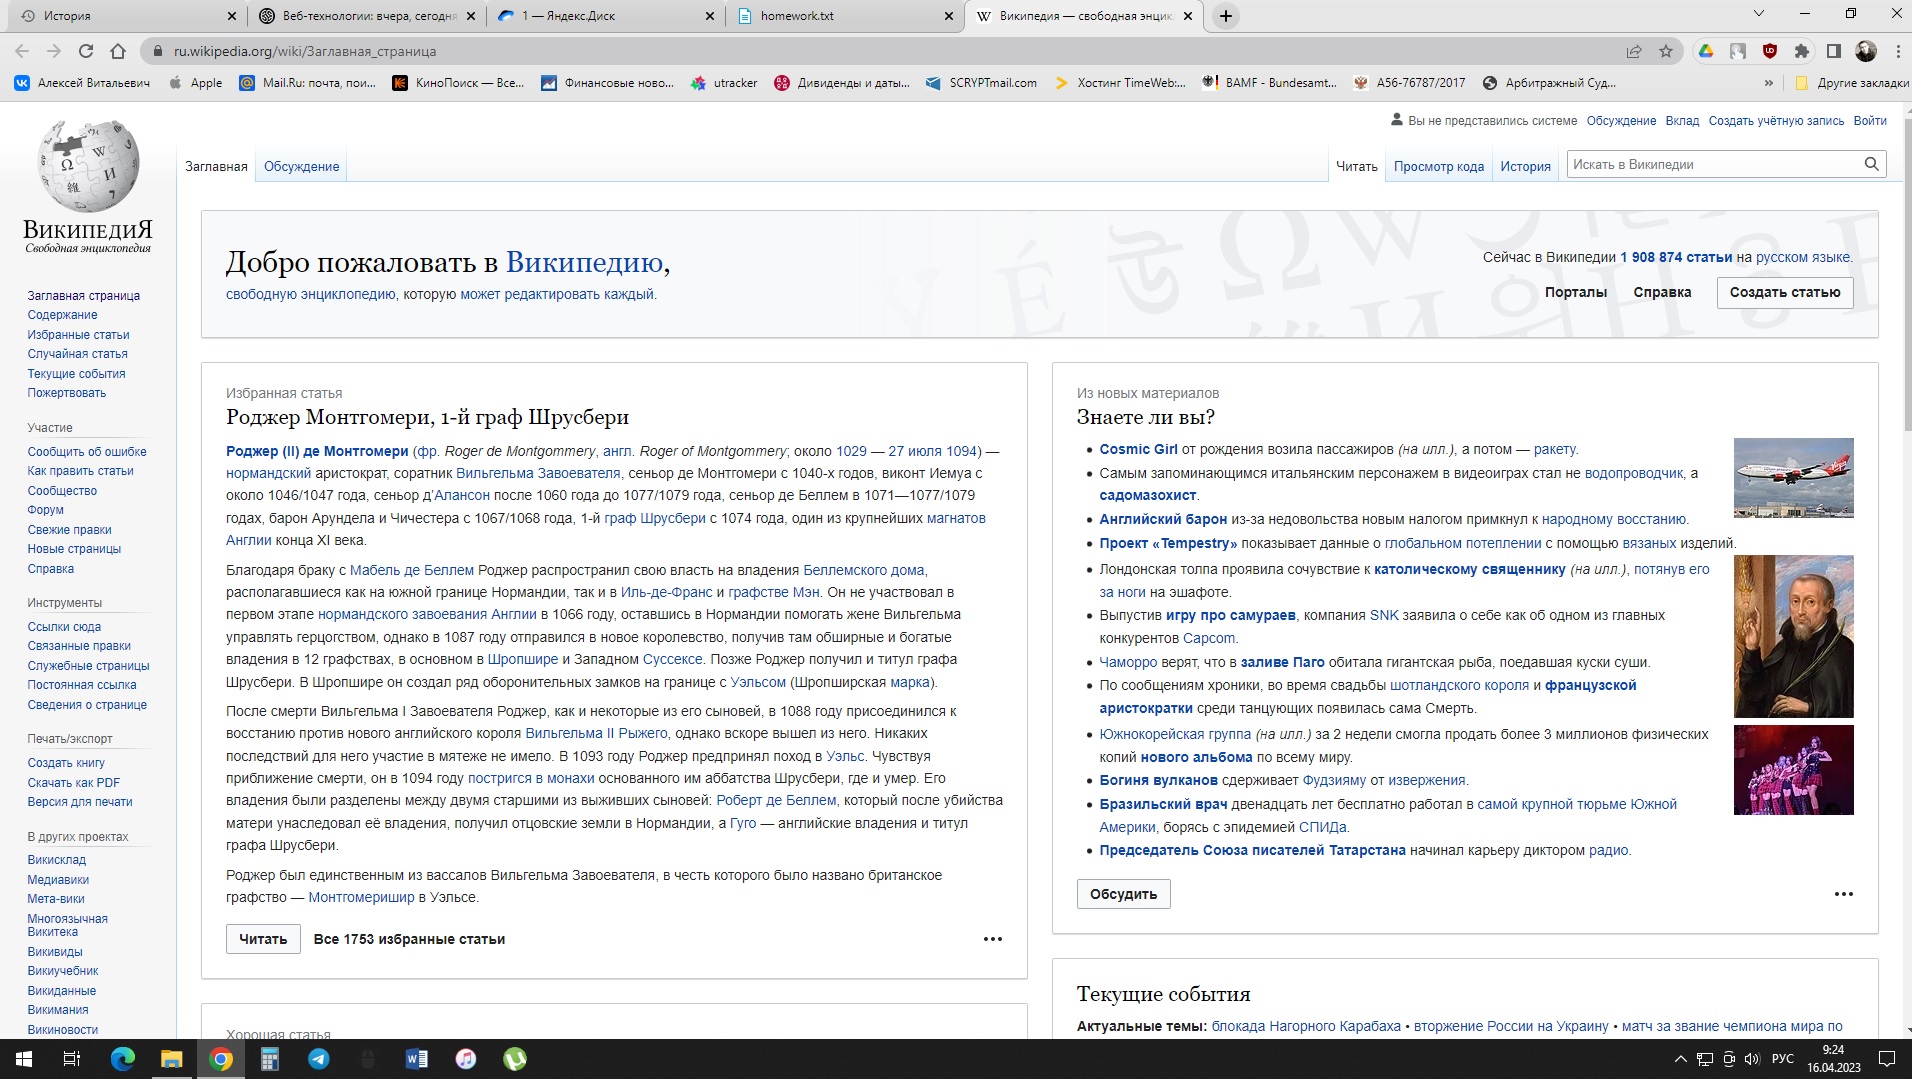 История
Веб-технологии: вчера, сегодня
1 — Яндекс.Диск
homework.txt
Википедия — свободная энцик
ru.wikipedia.org/wiki/Заглавная_страница
Алексей Витальевич
Apple
Mail.Ru: почта, пои...
КиноПоиск — Все...
Финансовые ново...
utracker
Дивиденды и даты...
SCRYPTmail.com
Хостинг TimeWeb:...
BAMF - Bundesamt...
А56-76787/2017
Арбитражный Суд...
»
Другие закладки
ВикипедиЯ
Свободная энциклопедия
Вы не представились системе Обсуждение Вклад Создать учётную запись Войти
Заглавная Обсуждение
Читать Просмотр кода История Искать в Википедии
Заглавная страница
Содержание
Избранные статьи
Случайная статья
Текущие события
Пожертвовать
Участие
Сообщить об ошибке
Как править статьи
Сообщество
Форум
Свежие правки
Новые страницы
Справка
Инструменты
Ссылки сюда
Связанные правки
Служебные страницы
Постоянная ссылка
Сведения о странице
Печать/экспорт
Создать книгу
Скачать как PDF
Версия для печати
В других проектах
Викисклад
Медиавики
Мета-вики
Многоязычная
Викитека
Викивиды
Викиучебник
Викиданные
Викимания
Викиновости
Добро пожаловать в Википедию,
свободную энциклопедию, которую может редактировать каждый.
Сейчас в Википедии 1 908 874 статьи на русском языке.
Порталы Справка Создать статью
Избранная статья
Роджер Монтгомери, 1-й граф Шрусбери
Роджер (II) де Монтгомери (фр. Roger de Montgommery, англ. Roger of Montgommery; около 1029 — 27 июля 1094) —
нормандский аристократ, соратник Вильгельма Завоевателя, сеньор де Монтгомери с 1040-х годов, виконт Иемуа с
около 1046/1047 года, сеньор д’Алансон после 1060 года до 1077/1079 года, сеньор де Беллем в 1071—1077/1079
годах, барон Арундела и Чичестера с 1067/1068 года, 1-й граф Шрусбери с 1074 года, один из крупнейших магнатов
Англии конца XI века.
Благодаря браку с Мабель де Беллем Роджер распространил свою власть на владения Беллемского дома,
располагавшиеся как на южной границе Нормандии, так и в Иль-де-Франс и графстве Мэн. Он не участвовал в
первом этапе нормандского завоевания Англии в 1066 году, оставшись в Нормандии помогать жене Вильгельма
управлять герцогством, однако в 1087 году отправился в новое королевство, получив там обширные и богатые
владения в 12 графствах, в основном в Шропшире и Западном Суссексе. Позже Роджер получил и титул графа
Шрусбери. В Шропшире он создал ряд оборонительных замков на границе с Уэльсом (Шропширская марка).
После смерти Вильгельма I Завоевателя Роджер, как и некоторые из его сыновей, в 1088 году присоединился к
восстанию против нового английского короля Вильгельма II Рыжего, однако вскоре вышел из него. Никаких
последствий для него участие в мятеже не имело. В 1093 году Роджер предпринял поход в Уэльс. Чувствуя
приближение смерти, он в 1094 году постригся в монахи основанного им аббатства Шрусбери, где и умер. Его
владения были разделены между двумя старшими из выживших сыновей: Роберт де Беллем, который после убийства
матери унаследовал её владения, получил отцовские земли в Нормандии, а Гуго — английские владения и титул
графа Шрусбери.
Роджер был единственным из вассалов Вильгельма Завоевателя, в честь которого было названо британское
графство — Монтгомеришир в Уэльсе.
Читать Все 1753 избранные статьи
Хорошая статья
Из новых материалов
Знаете ли вы?
Cosmic Girl от рождения возила пассажиров (на илл.), а потом — ракету.
Самым запоминающимся итальянским персонажем в видеоиграх стал не водопроводчик, а
садомазохист.
Английский барон из-за недовольства новым налогом примкнул к народному восстанию.
Проект «Tempestry» показывает данные о глобальном потеплении с помощью вязаных изделий.
Лондонская толпа проявила сочувствие к католическому священнику (на илл.), потянув его
за ноги на эшафоте.
Выпустив игру про самураев, компания SNK заявила о себе как об одном из главных
конкурентов Capcom.
Чаморро верят, что в заливе Паго обитала гигантская рыба, поедавшая куски суши.
По сообщениям хроники, во время свадьбы шотландского короля и французской
аристократки среди танцующих появилась сама Смерть.
Южнокорейская группа (на илл.) за 2 недели смогла продать более 3 миллионов физических
копий нового альбома по всему миру.
Богиня вулканов сдерживает Фудзияму от извержения.
Бразильский врач двенадцать лет бесплатно работал в самой крупной тюрьме Южной
Америки, борясь с эпидемией СПИДа.
Председатель Союза писателей Татарстана начинал карьеру диктором радио.
Обсудить
Текущие события
Актуальные темы: блокада Нагорного Карабаха • вторжение России на Украину • матч за звание чемпиона мира по
РУС
9:24
16.04.2023